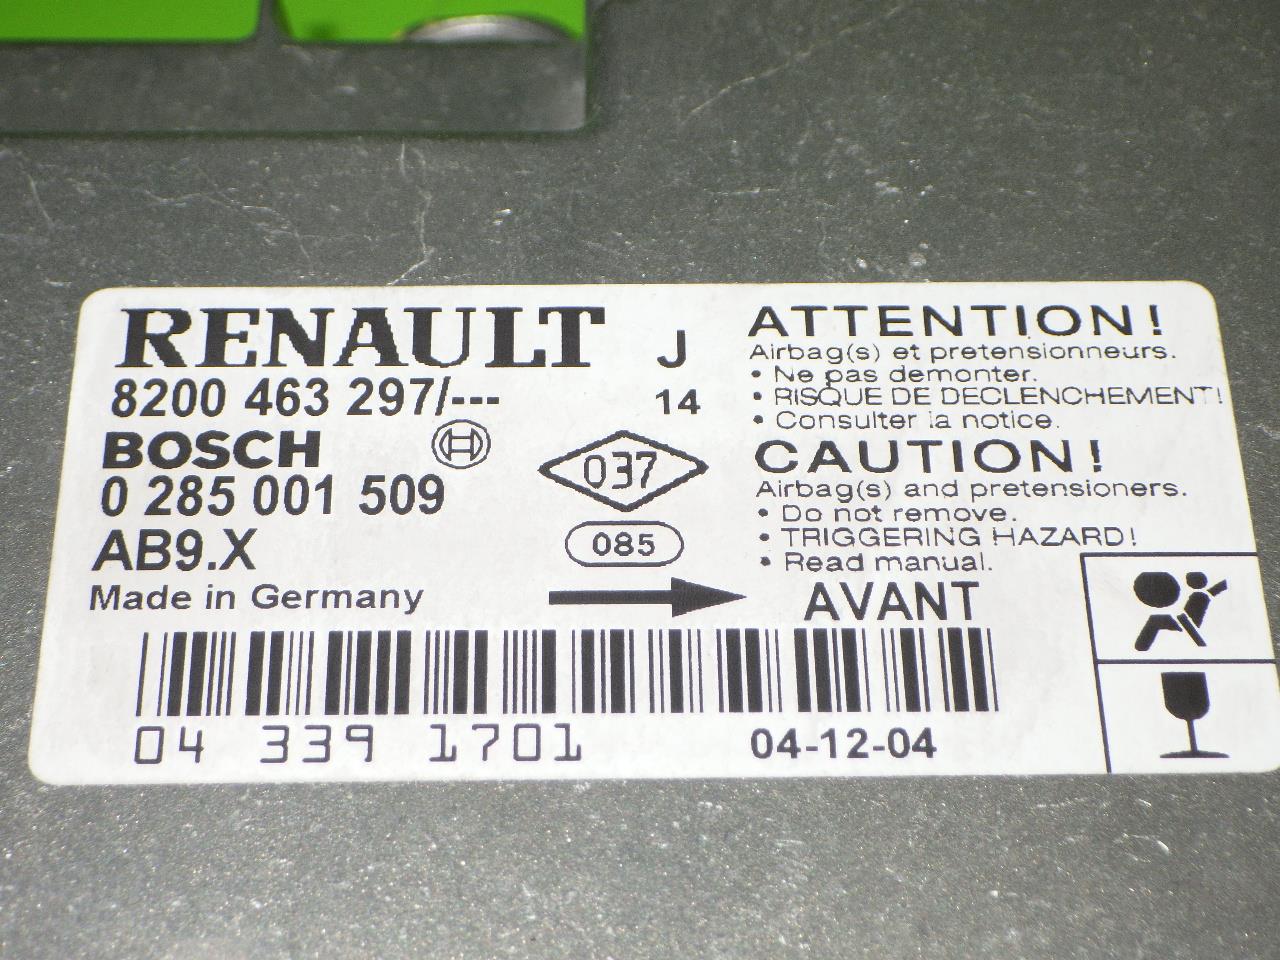 RENAULT
8200 463 297/---
BOSCH
0 285 001 509
AB9.X
Made in Germany
J
14
037
085
ATTENTION!
Airbag(s) et pretensionneurs.
• Ne pas demonter.
• RISQUE DE DECLENCHEMENT!
• Consulter la notice.
CAUTION!
Airbag(s) and pretensioners.
• Do not remove.
• TRIGGERING HAZARD!
• Read manual.
AVANT
04 339 1701
04-12-04